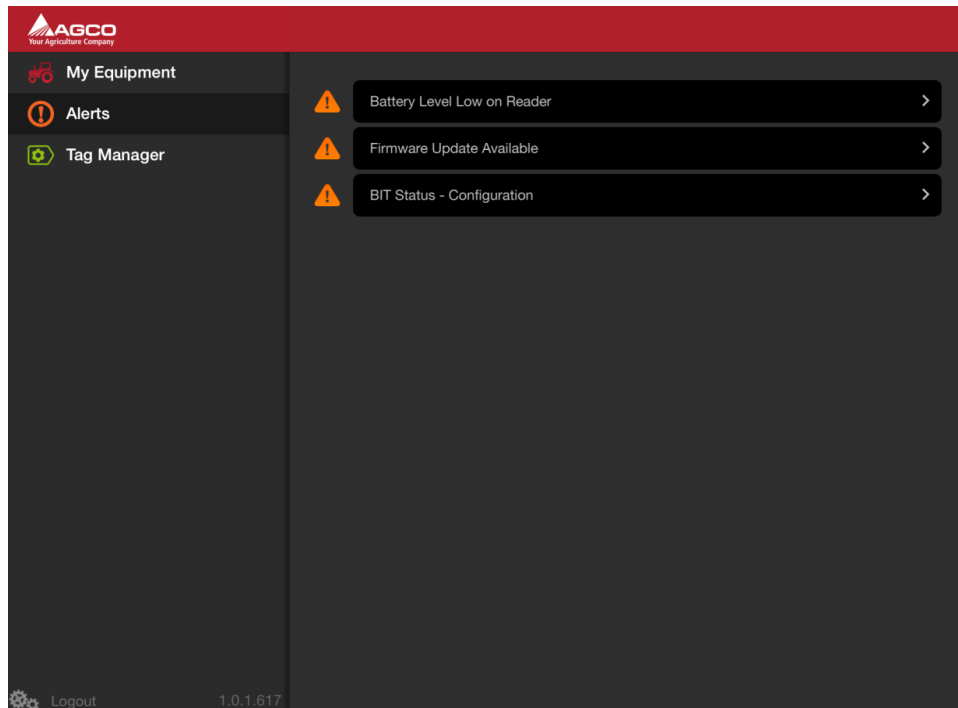 AGCO
Your Agriculture Company
My Equipment
Alerts
Tag Manager
Battery Level Low on Reader
Firmware Update Available
BIT Status - Configuration
Logout 1.0.1.617